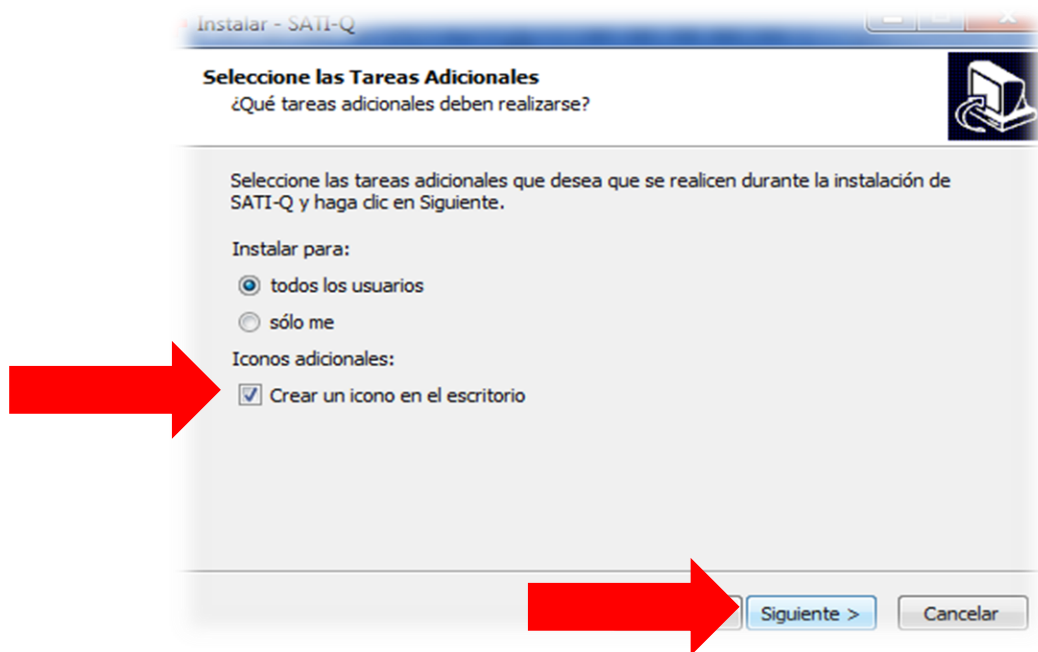 Instalar - SATI-Q
Seleccione las Tareas Adicionales
¿Qué tareas adicionales deben realizarse?
Seleccione las tareas adicionales que desea que se realicen durante la instalación de
SATI-Q y haga clic en Siguiente.
Instalar para:
todos los usuarios
sólo me
Iconos adicionales:
Crear un icono en el escritorio
Siguiente >
Cancelar